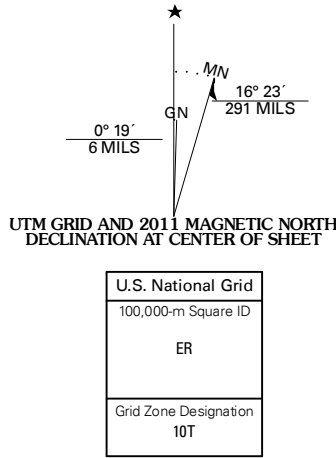 MN
GN
16° 23´
291 MILS
0° 19´
6 MILS
UTM GRID AND 2011 MAGNETIC NORTH
DECLINATION AT CENTER OF SHEET
U.S. National Grid
100,000-m Square ID
ER
Grid Zone Designation
10T